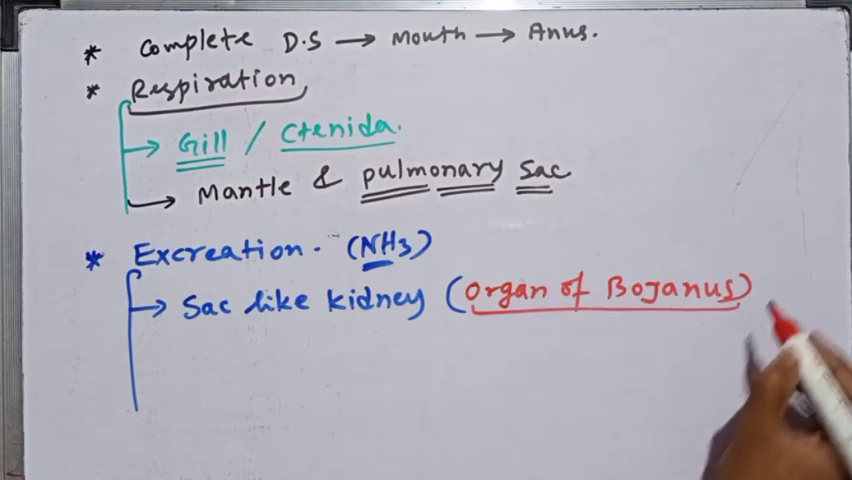 * Complete D.S → Mouth → Anus.
* Respiration
→ Gill / Ctenida.
→ Mantle & pulmonary Sac
* Excreation. (NH3)
→ Sac like kidney (Organ of BoJanus)